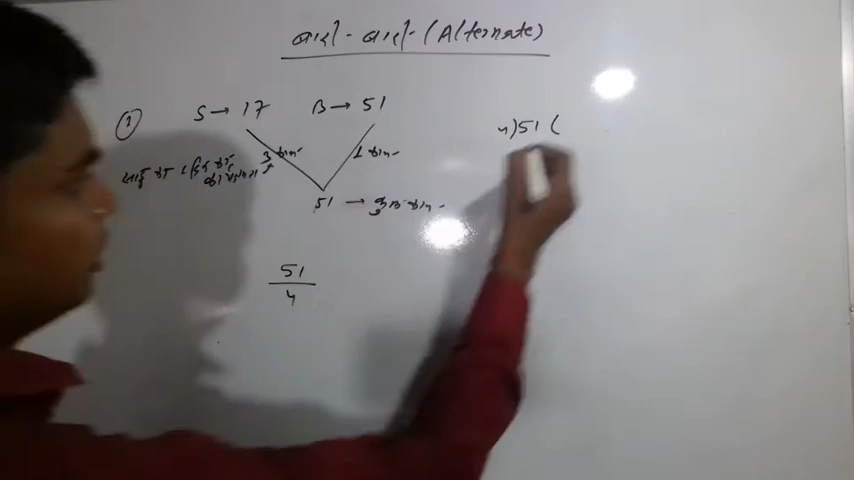 बारी - बारी - (Alternate)
① S → 17 B → 51
3 काम 1 काम
51 → कुल काम
4)51(
51
4